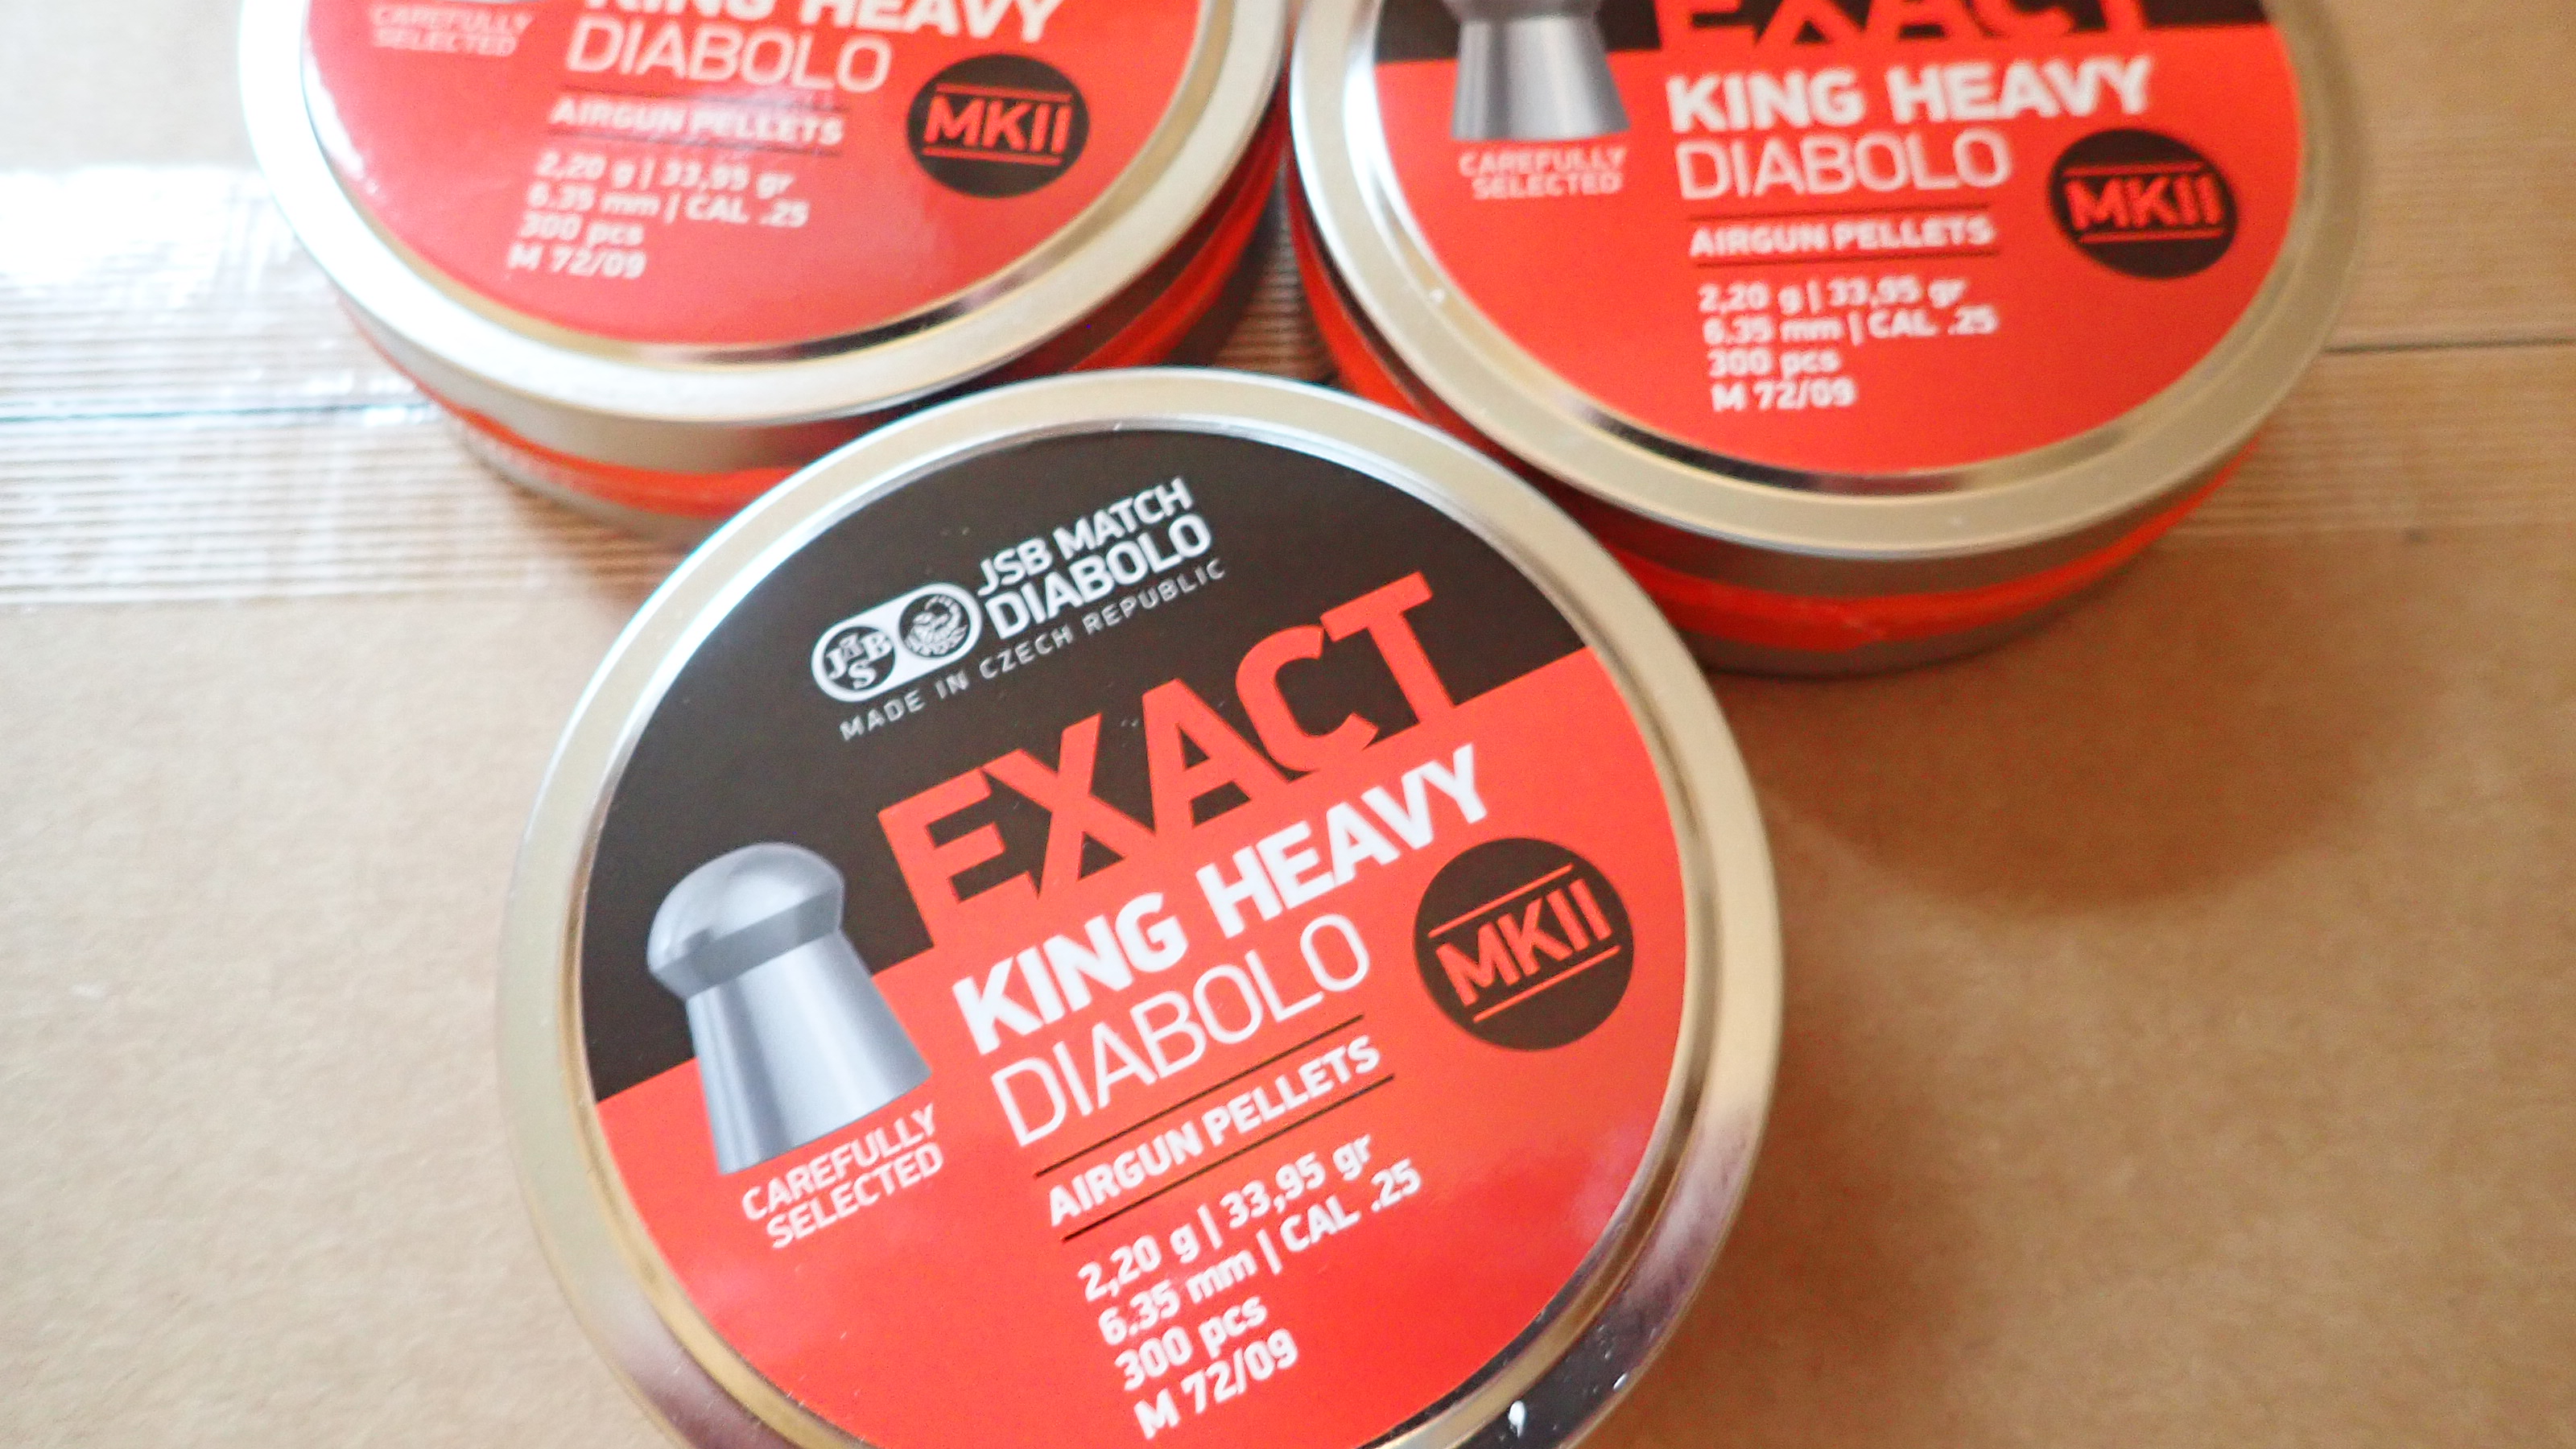 KING HEAVY
DIABOLO
CAREFULLY
SELECTED
MKII
AIRGUN PELLETS
2,20 g | 33,95 gr
6.35 mm | CAL .25
300 pcs
M 72/09
EXACT
KING HEAVY
DIABOLO
CAREFULLY
SELECTED
MKII
AIRGUN PELLETS
2,20 g | 33,95 gr
6.35 mm | CAL .25
300 pcs
M 72/09
JSB MATCH
DIABOLO
JSB
MADE IN CZECH REPUBLIC
EXACT
KING HEAVY
DIABOLO
MKII
CAREFULLY
SELECTED
AIRGUN PELLETS
2,20 g | 33,95 gr
6.35 mm | CAL .25
300 pcs
M 72/09